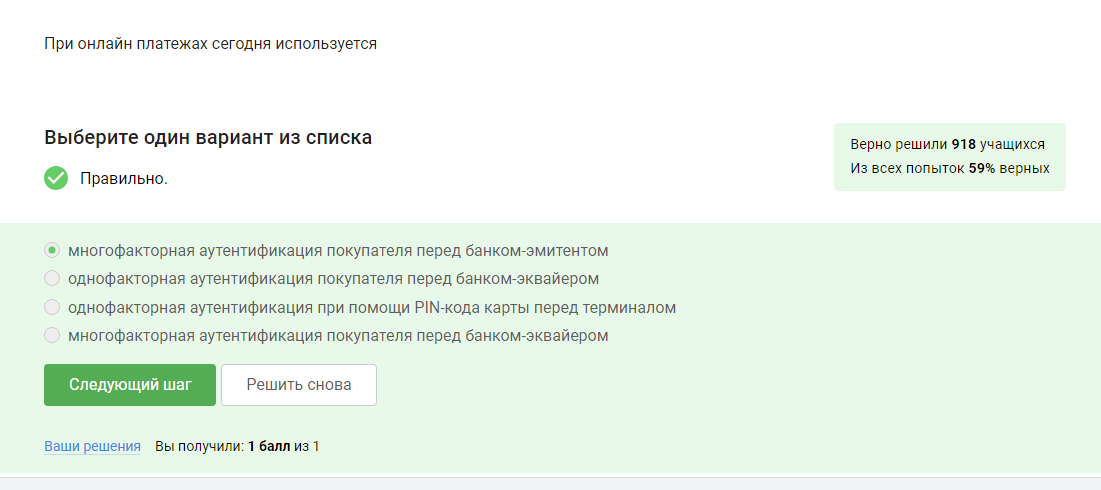 При онлайн платежах сегодня используется
Выберите один вариант из списка
Правильно.
Верно решили 918 учащихся
Из всех попыток 59% верных
многофакторная аутентификация покупателя перед банком-эмитентом
однофакторная аутентификация покупателя перед банком-эквайером
однофакторная аутентификация при помощи PIN-кода карты перед терминалом
многофакторная аутентификация покупателя перед банком-эквайером
Следующий шаг
Решить снова
Ваши решения Вы получили: 1 балл из 1